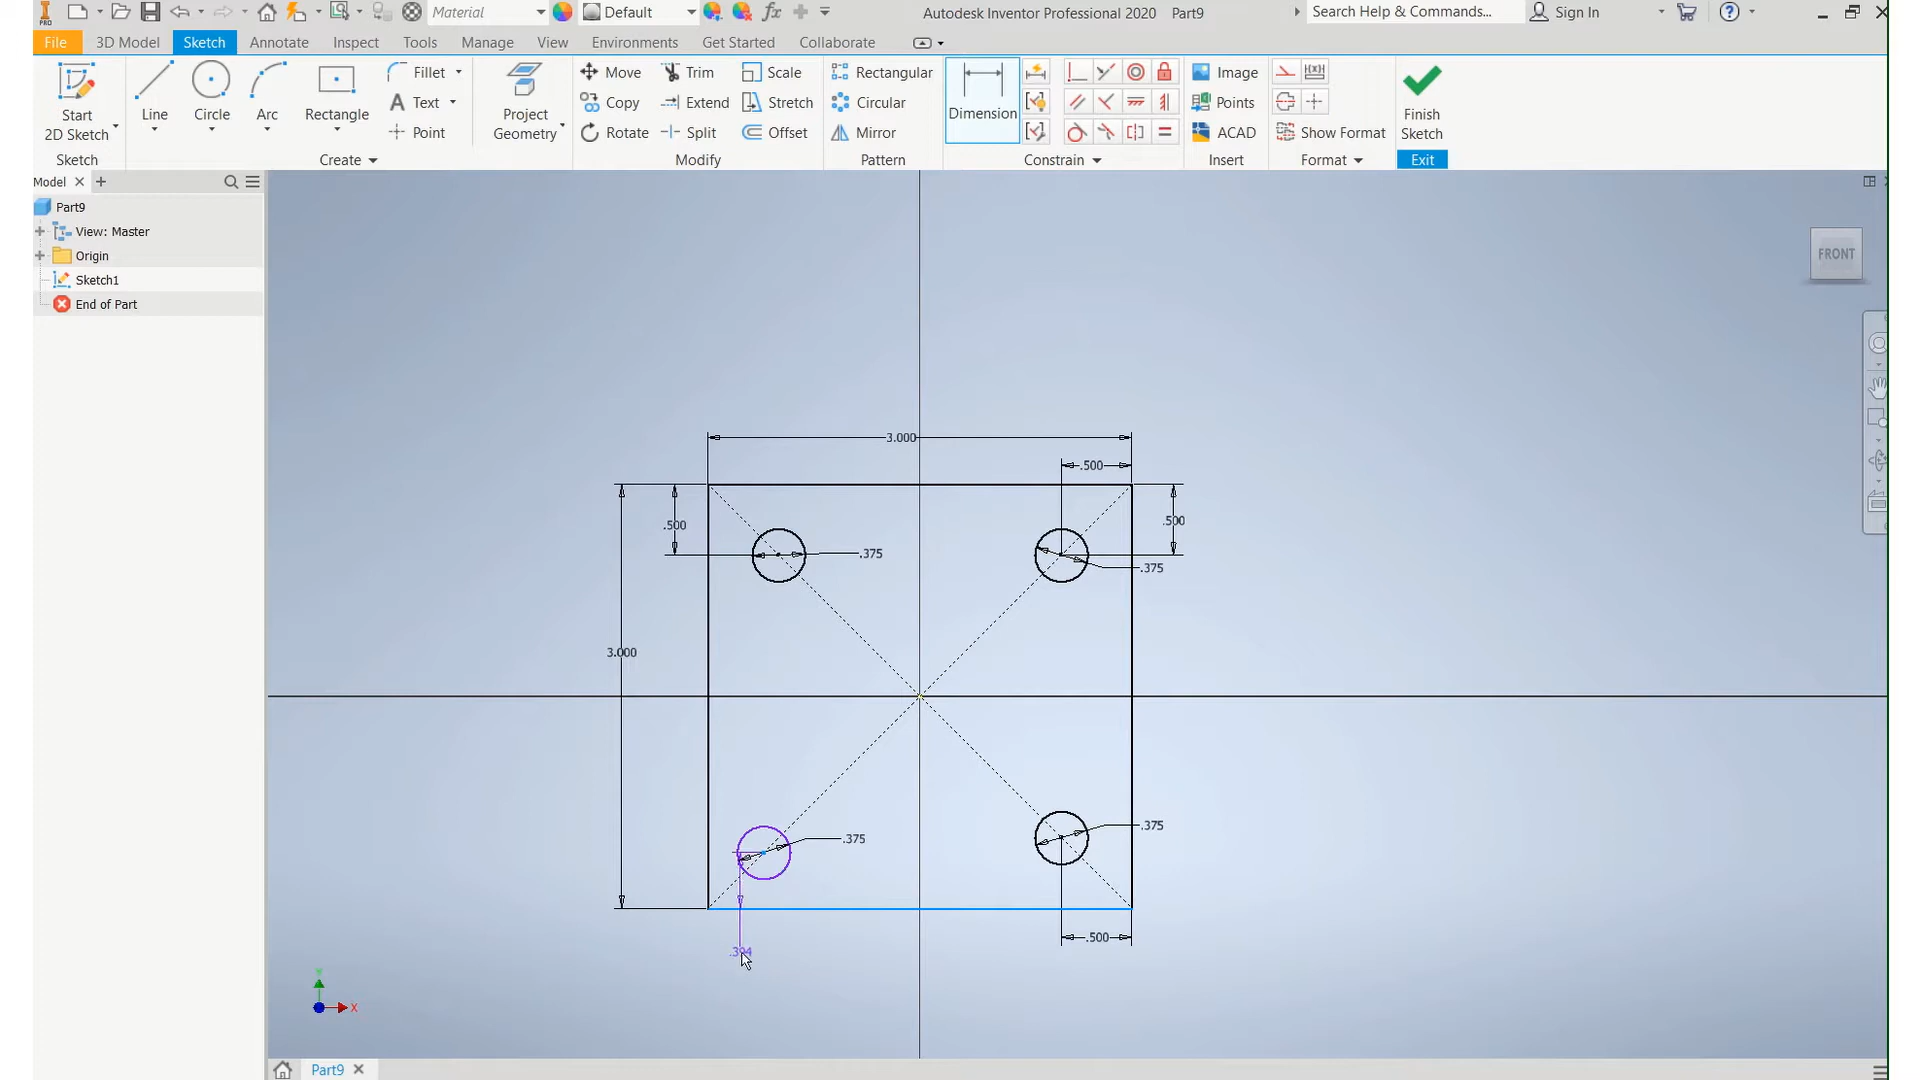 PRO Material Default fx Autodesk Inventor Professional 2020 Part9 Search Help & Commands... Sign In ?
File 3D Model Sketch Annotate Inspect Tools Manage View Environments Get Started Collaborate
Start
2D Sketch
Sketch
Line Circle Arc Rectangle
Fillet
Text
Point
Create
Project
Geometry
Move Trim Scale
Copy Extend Stretch
Rotate Split Offset
Modify
Rectangular
Circular
Mirror
Pattern
Dimension
Constrain
Image
Points
ACAD
Insert
Show Format
Format
Finish
Sketch
Exit
Model
Part9
View: Master
Origin
Sketch1
End of Part
FRONT
3.000
.500
.500
.500
.375
.375
3.000
.375
.375
.500
.394
Y
X
Part9